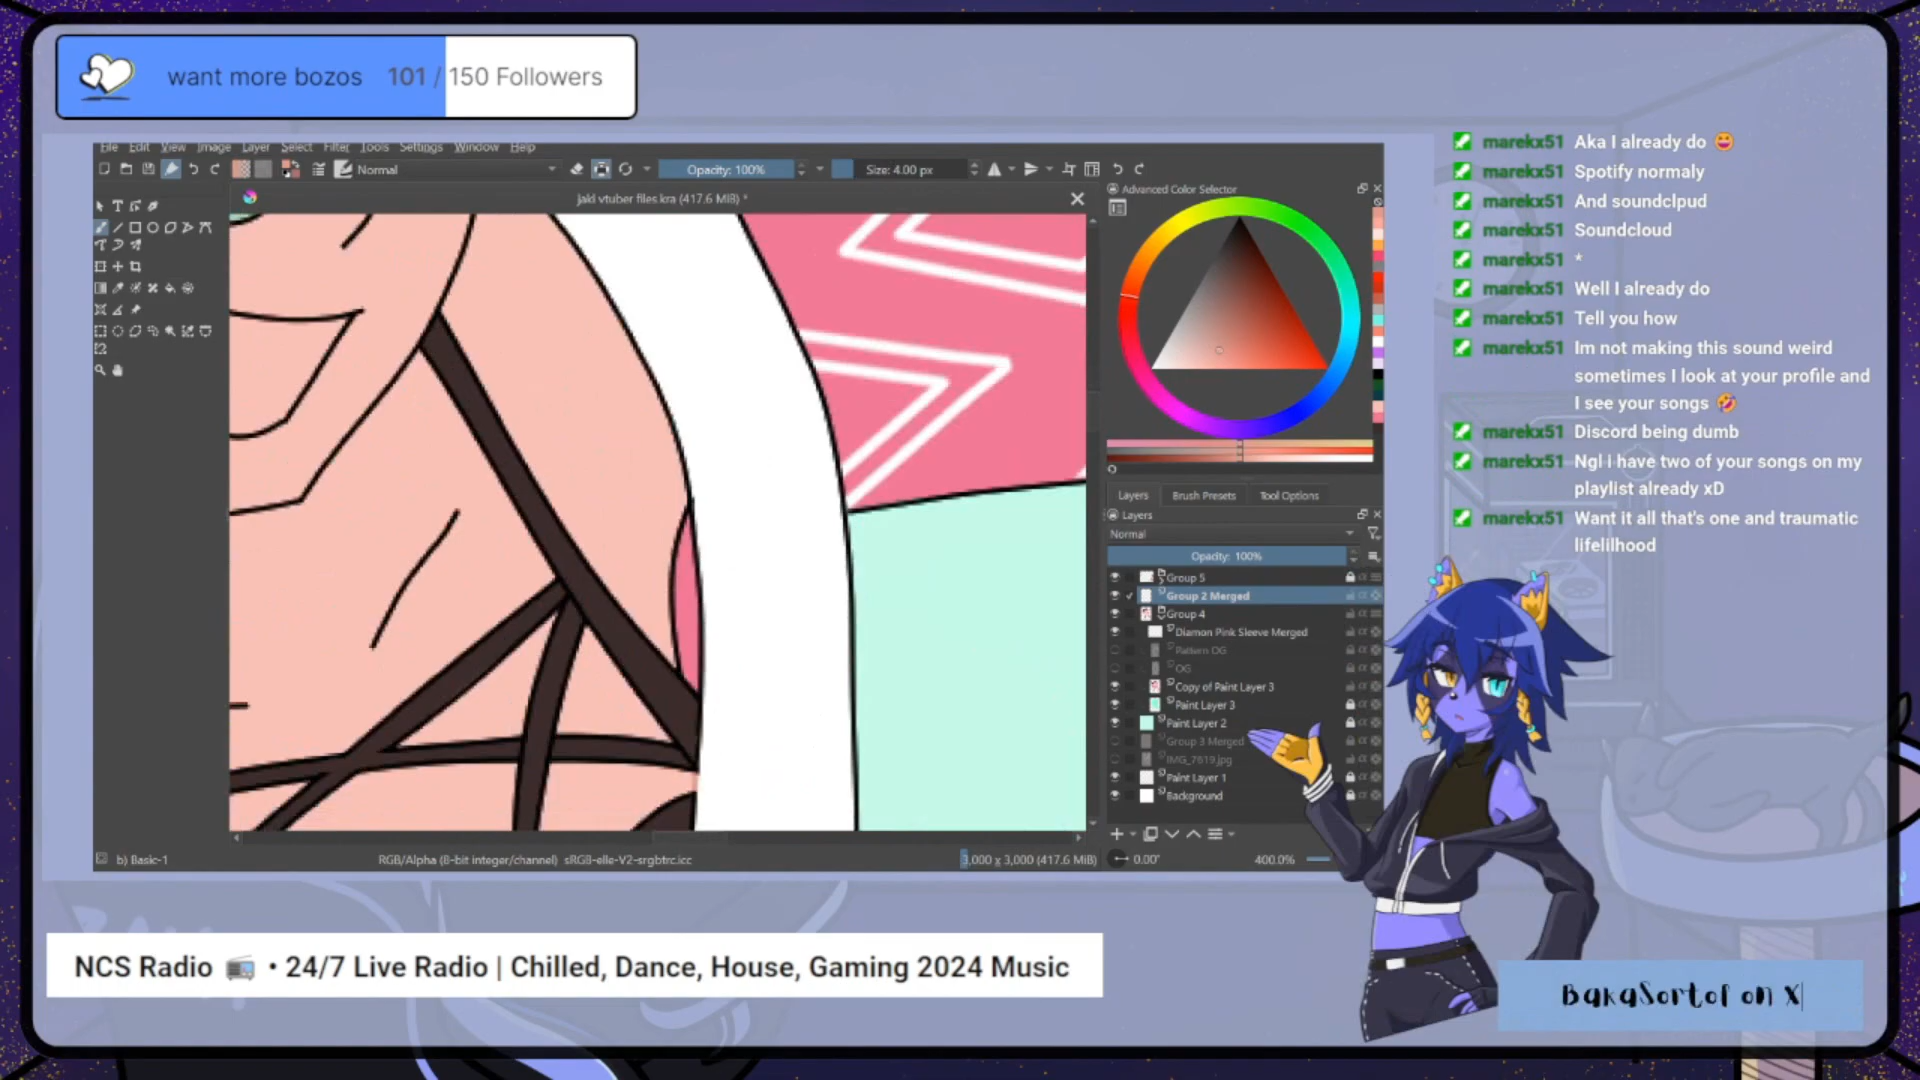 want more bozos 101 / 150 Followers
File Edit View Image Layer Select Filter Tools Settings Window Help
Normal Opacity: 100% Size: 4.00 px
jaki vtuber files.kra (417.6 MiB) *
Advanced Color Selector
Layers Brush Presets Tool Options
Layers
Normal
Opacity: 100%
Group 5
Group 2 Merged
Group 4
Diamon Pink Sleeve Merged
Pattern OG
OG
Copy of Paint Layer 3
Paint Layer 3
Paint Layer 2
Group 3 Merged
IMG_7619.jpg
Paint Layer 1
Background
b) Basic-1 RGB/Alpha (8-bit integer/channel) sRGB-elle-V2-srgbtrc.icc 3,000 x 3,000 (417.6 MiB) 0.00° 400.0%
marekx51 Aka I already do 😄
marekx51 Spotify normaly
marekx51 And soundclpud
marekx51 Soundcloud
marekx51 *
marekx51 Well I already do
marekx51 Tell you how
marekx51 Im not making this sound weird
sometimes I look at your profile and
I see your songs 🤣
marekx51 Discord being dumb
marekx51 Ngl I have two of your songs on my
playlist already xD
marekx51 Want it all that's one and traumatic
lifelilhood
NCS Radio 📻 • 24/7 Live Radio | Chilled, Dance, House, Gaming 2024 Music
BakaSortof on X|